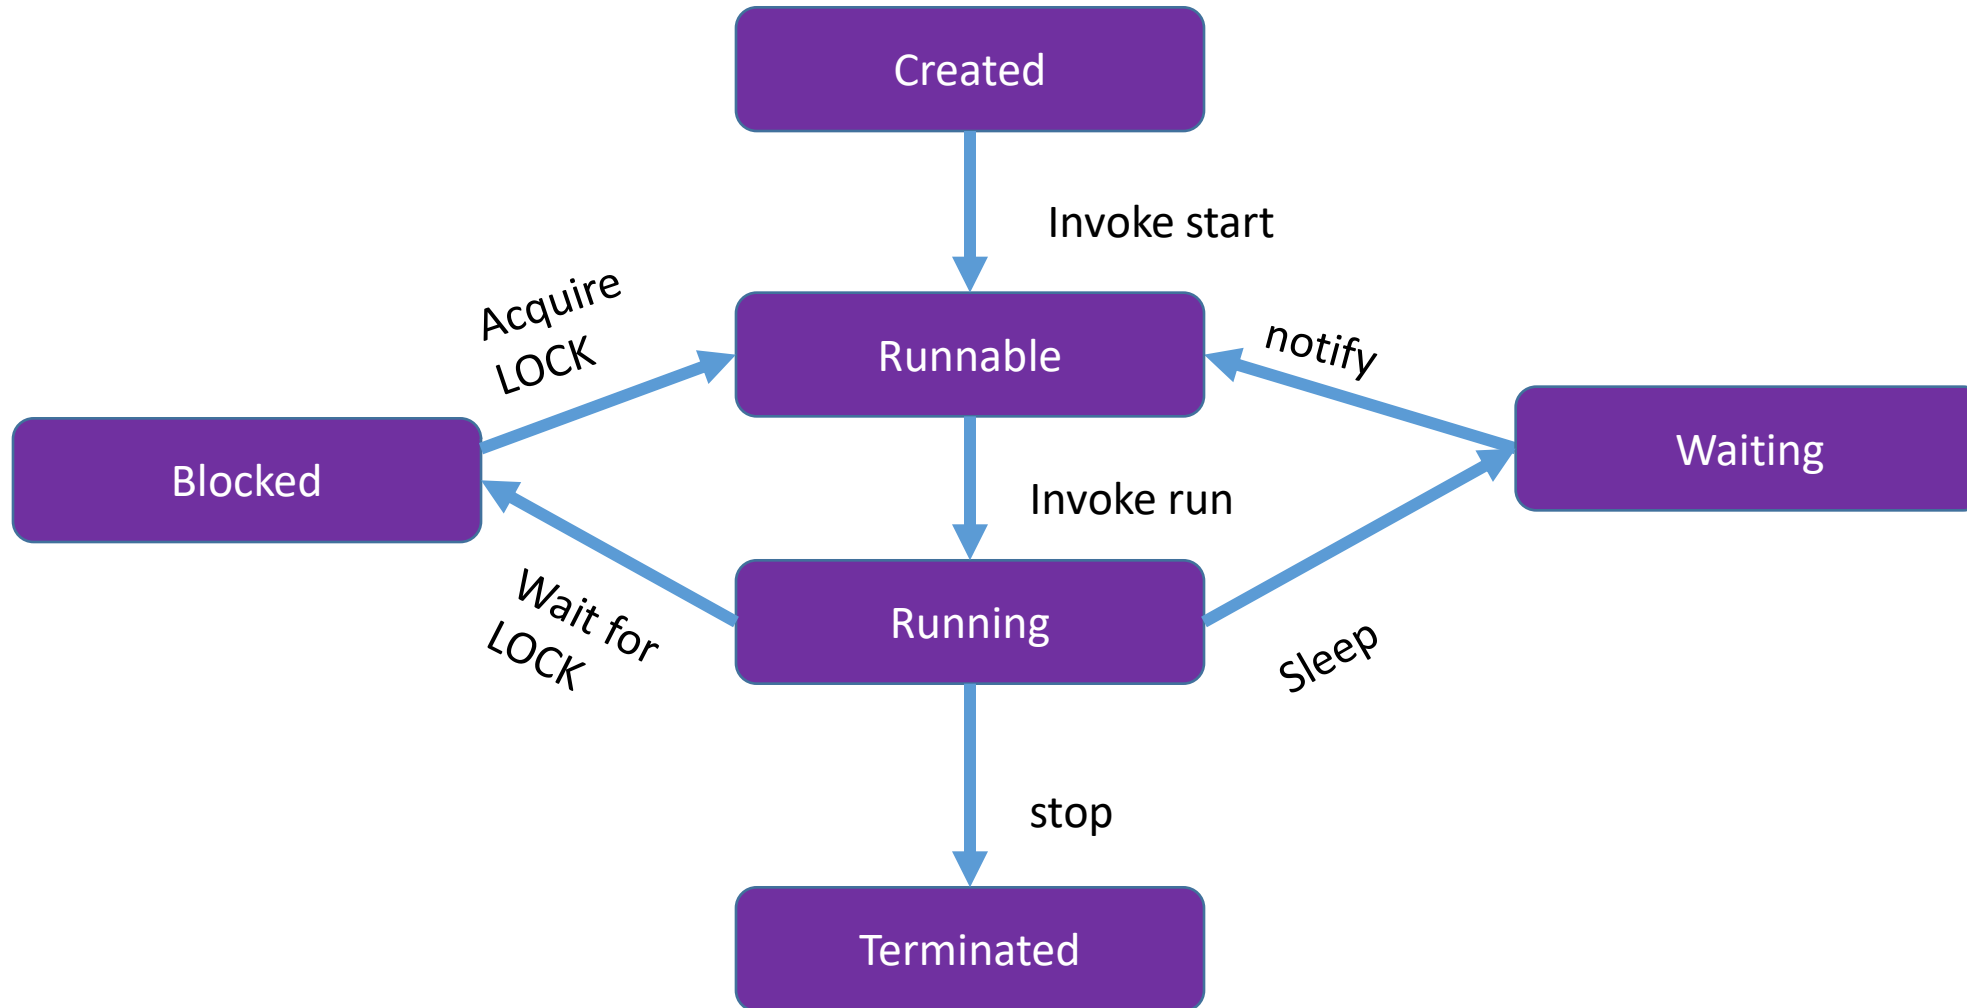 Created
Invoke start
Acquire
LOCK
Runnable
notify
Blocked
Waiting
Invoke run
Wait for
LOCK
Running
Sleep
stop
Terminated